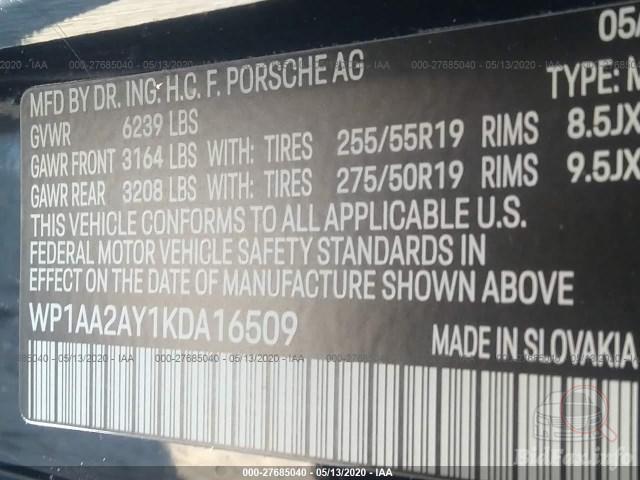 MFD BY DR. ING. H.C. F. PORSCHE AG 05/
GVWR 6239 LBS TYPE: M
GAWR FRONT 3164 LBS WITH: TIRES 255/55R19 RIMS 8.5JX
GAWR REAR 3208 LBS WITH: TIRES 275/50R19 RIMS 9.5JX
THIS VEHICLE CONFORMS TO ALL APPLICABLE U.S.
FEDERAL MOTOR VEHICLE SAFETY STANDARDS IN
EFFECT ON THE DATE OF MANUFACTURE SHOWN ABOVE
WP1AA2AY1KDA16509
MADE IN SLOVAKIA
BidFax.info
000-27685040 - 05/13/2020 - IAA